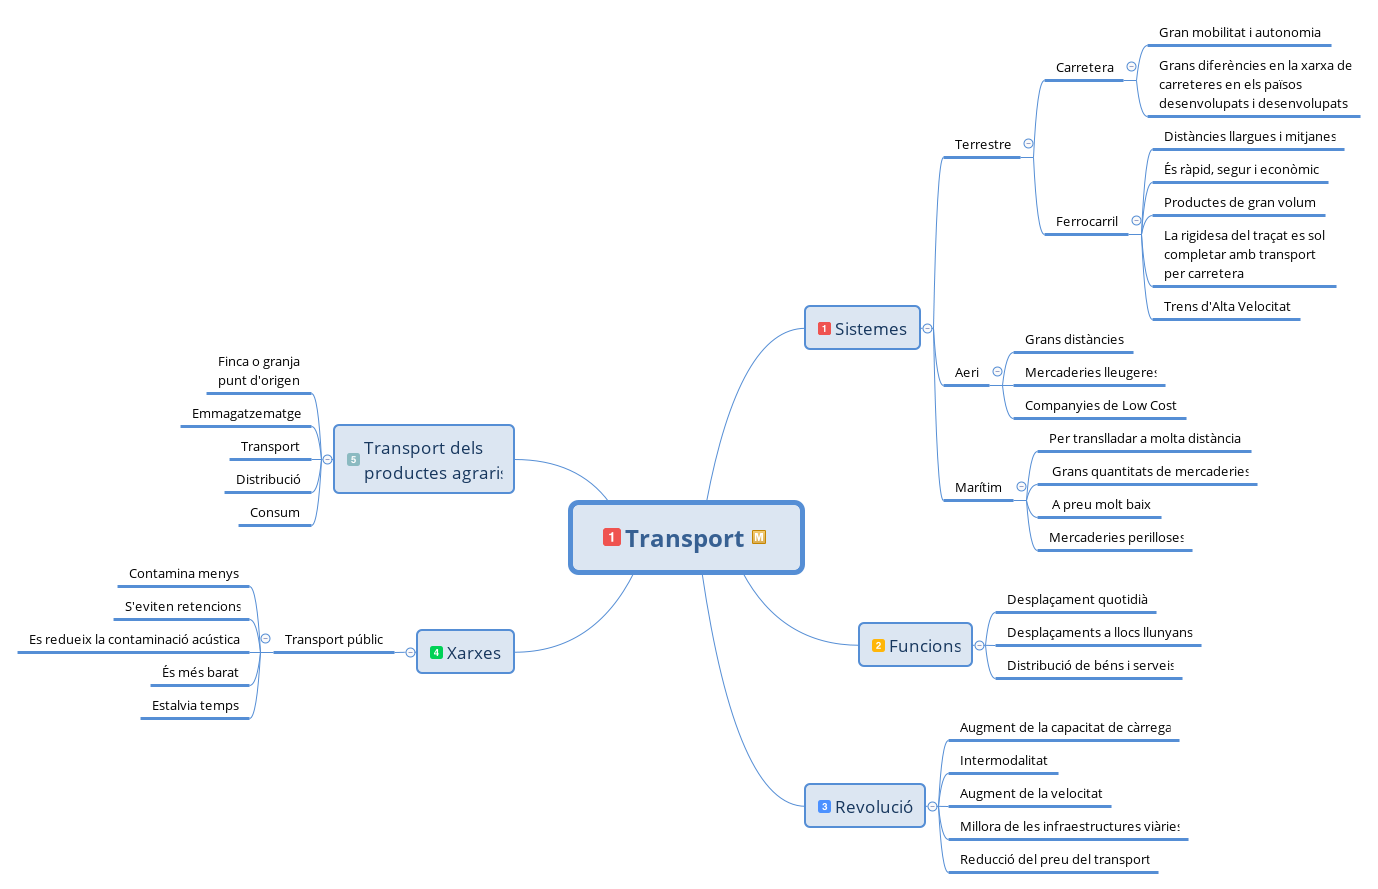 1 Transport M
1 Sistemes
Terrestre
Carretera
Gran mobilitat i autonomia
Grans diferències en la xarxa de
carreteres en els països
desenvolupats i desenvolupats
Ferrocarril
Distàncies llargues i mitjanes
És ràpid, segur i econòmic
Productes de gran volum
La rigidesa del traçat es sol
completar amb transport
per carretera
Trens d'Alta Velocitat
Aeri
Grans distàncies
Mercaderies lleugeres
Companyies de Low Cost
Marítim
Per translladar a molta distància
Grans quantitats de mercaderies
A preu molt baix
Mercaderies perilloses
2 Funcions
Desplaçament quotidià
Desplaçaments a llocs llunyans
Distribució de béns i serveis
3 Revolució
Augment de la capacitat de càrrega
Intermodalitat
Augment de la velocitat
Millora de les infraestructures viàries
Reducció del preu del transport
4 Xarxes
Transport públic
Contamina menys
S'eviten retencions
Es redueix la contaminació acústica
És més barat
Estalvia temps
5 Transport dels
productes agraris
Finca o granja
punt d'origen
Emmagatzematge
Transport
Distribució
Consum